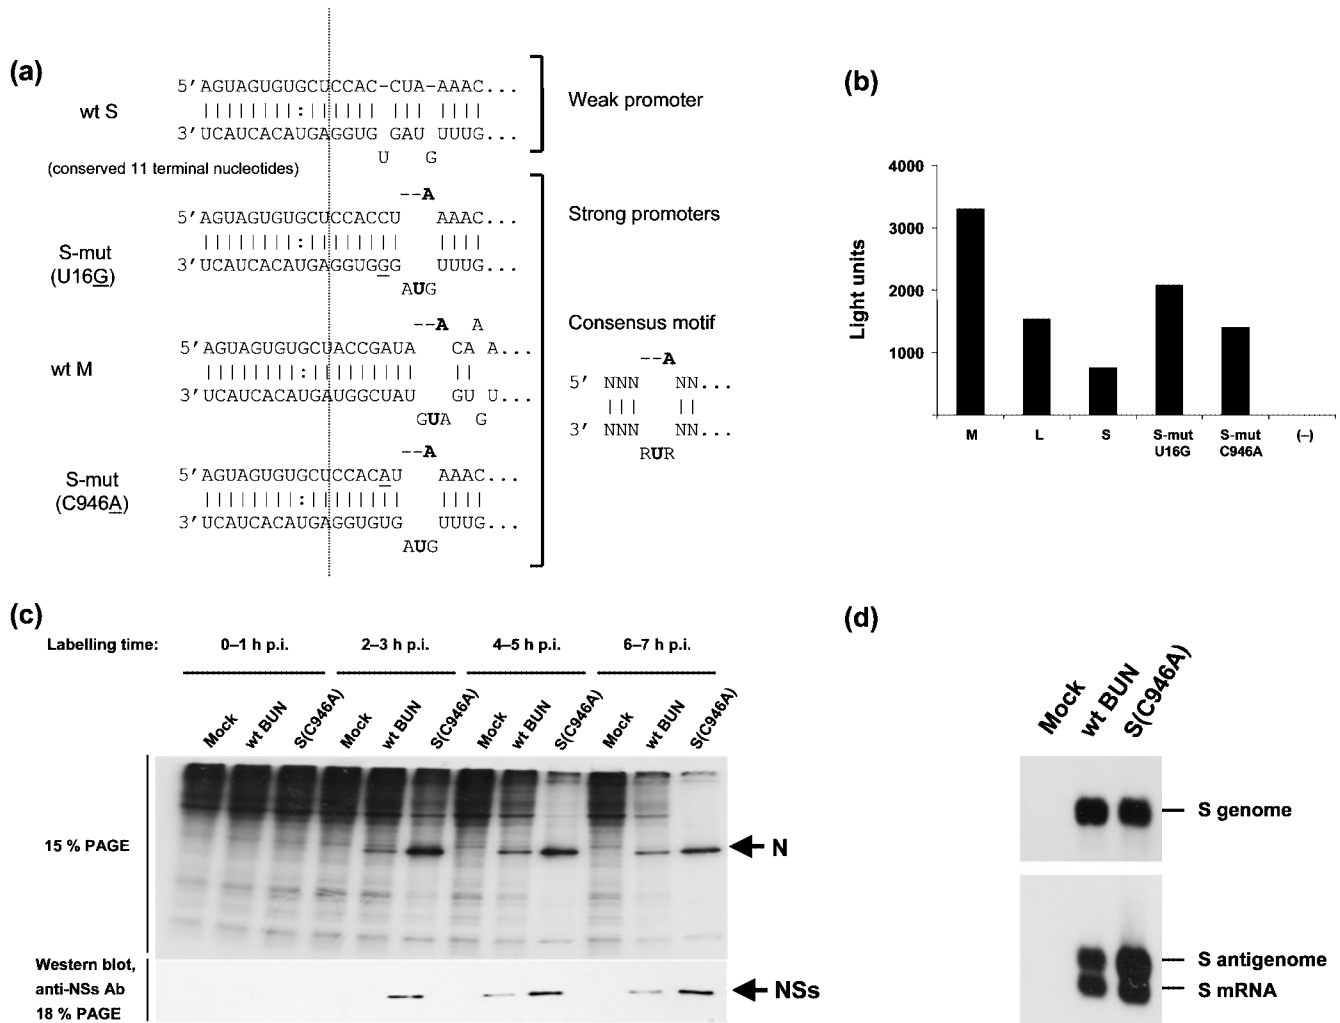 (a)
5′AGUAGUGUGCUCCAC-CUA-AAAC...
wt S
||||||||:|||||| ||| ||||
3′UCAUCACAUGAGGUG GAU UUUG...
U G
(conserved 11 terminal nucleotides)
Weak promoter
--A
5′AGUAGUGUGCUCCACCU AAAC...
S-mut
(U16G)
||||||||:|||||||| ||||
3′UCAUCACAUGAGGUGGG UUUG...
AUG
Strong promoters
--A A
5′AGUAGUGUGCUACCGAUA CA A...
wt M
||||||||:||||||||| ||
3′UCAUCACAUGAUGGCUAU GU U...
GUA G
--A
5′AGUAGUGUGCUCCACAU AAAC...
S-mut
(C946A)
||||||||:|||||||| ||||
3′UCAUCACAUGAGGUGUG UUUG...
AUG
Consensus motif
--A
5′ NNN NN...
||| ||
3′ NNN NN...
RUR
(b)
Light units
4000
3000
2000
1000
M L S S-mut S-mut (–)
U16G C946A
(c)
Labelling time: 0–1 h p.i. 2–3 h p.i. 4–5 h p.i. 6–7 h p.i.
Mock wt BUN S(C946A) Mock wt BUN S(C946A) Mock wt BUN S(C946A) Mock wt BUN S(C946A)
15 % PAGE
N
Western blot,
anti-NSs Ab
18 % PAGE
NSs
(d)
Mock wt BUN S(C946A)
S genome
S antigenome
S mRNA